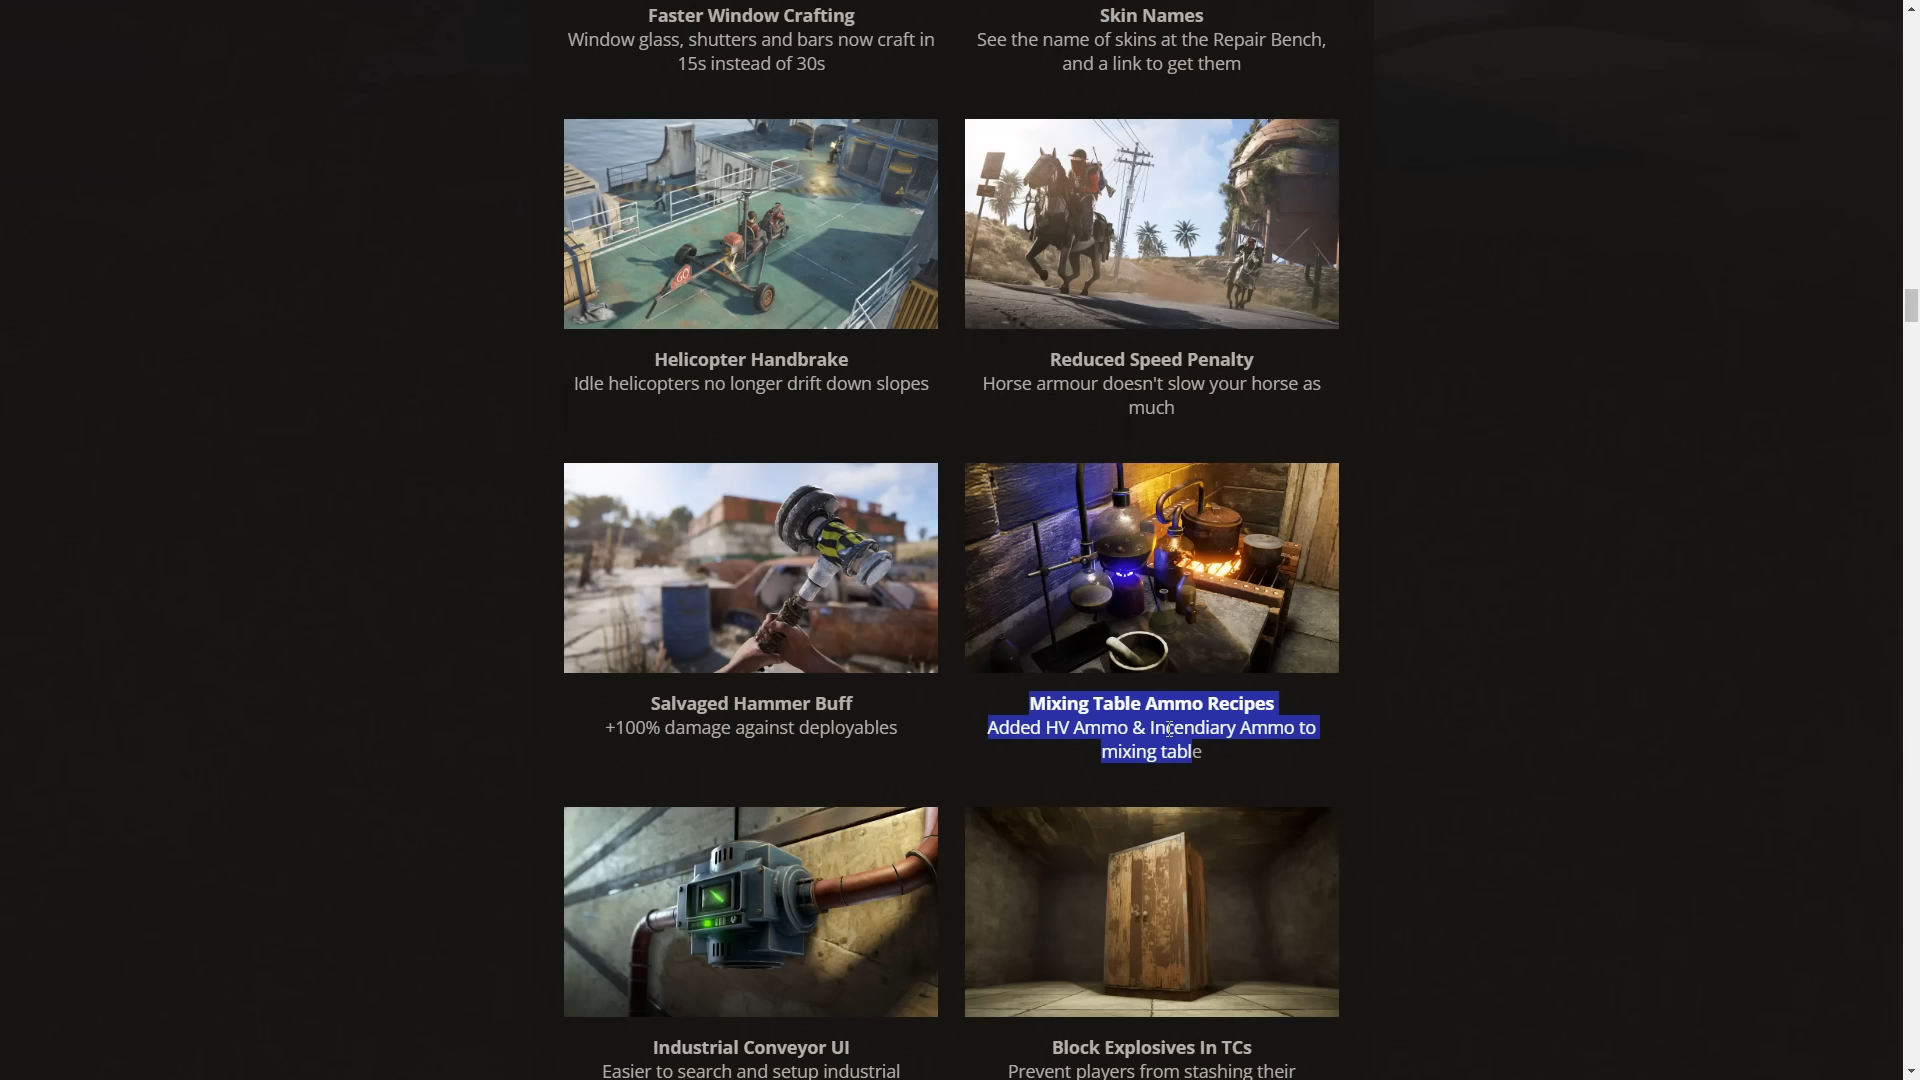 Faster Window Crafting
Window glass, shutters and bars now craft in
15s instead of 30s
Skin Names
See the name of skins at the Repair Bench,
and a link to get them
Helicopter Handbrake
Idle helicopters no longer drift down slopes
Reduced Speed Penalty
Horse armour doesn't slow your horse as
much
Salvaged Hammer Buff
+100% damage against deployables
Mixing Table Ammo Recipes
Added HV Ammo & Incendiary Ammo to
mixing table
Industrial Conveyor UI
Easier to search and setup industrial
Block Explosives In TCs
Prevent players from stashing their